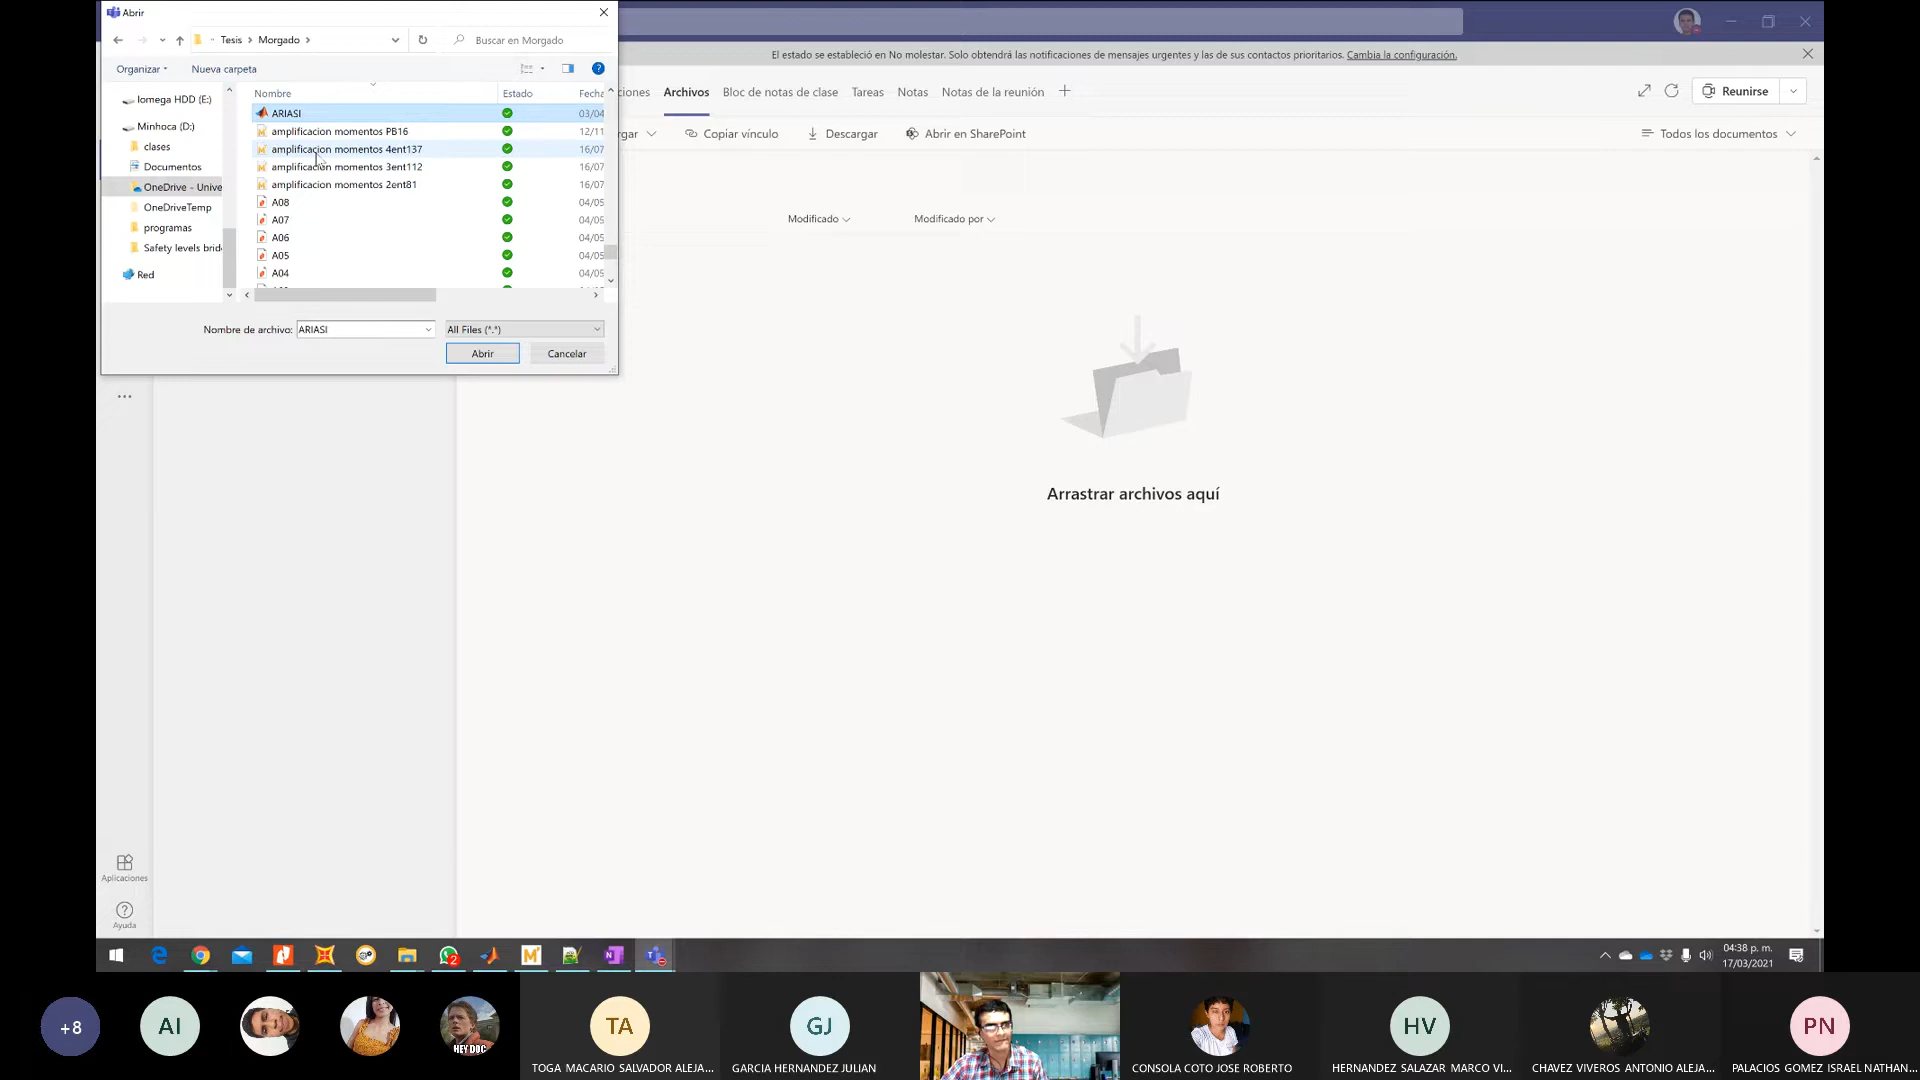 Abrir
Tesis > Morgado >
Buscar en Morgado
Organizar
Nueva carpeta
Nombre
Estado
Fecha
Iomega HDD (E:)
Minhoca (D:)
clases
Documentos
OneDrive - Unive
OneDriveTemp
programas
Safety levels brid
Red
ARIASI
03/04
amplificacion momentos PB16
12/11
amplificacion momentos 4ent137
16/07
amplificacion momentos 3ent112
16/07
amplificacion momentos 2ent81
16/07
A08
04/05
A07
04/05
A06
04/05
A05
04/05
A04
04/05
Nombre de archivo:
ARIASI
All Files (*.*)
Abrir
Cancelar
El estado se estableció en No molestar. Solo obtendrá las notificaciones de mensajes urgentes y las de sus contactos prioritarios. Cambia la configuración.
ciones
Archivos
Bloc de notas de clase
Tareas
Notas
Notas de la reunión
Reunirse
rgar
Copiar vínculo
Descargar
Abrir en SharePoint
Todos los documentos
Modificado
Modificado por
Arrastrar archivos aquí
Aplicaciones
Ayuda
2
04:38 p. m.
17/03/2021
+8
AI
HEY DOC
TA
TOGA MACARIO SALVADOR ALEJA...
GJ
GARCIA HERNANDEZ JULIAN
CONSOLA COTO JOSE ROBERTO
HV
HERNANDEZ SALAZAR MARCO VI...
CHAVEZ VIVEROS ANTONIO ALEJA...
PN
PALACIOS GOMEZ ISRAEL NATHAN...